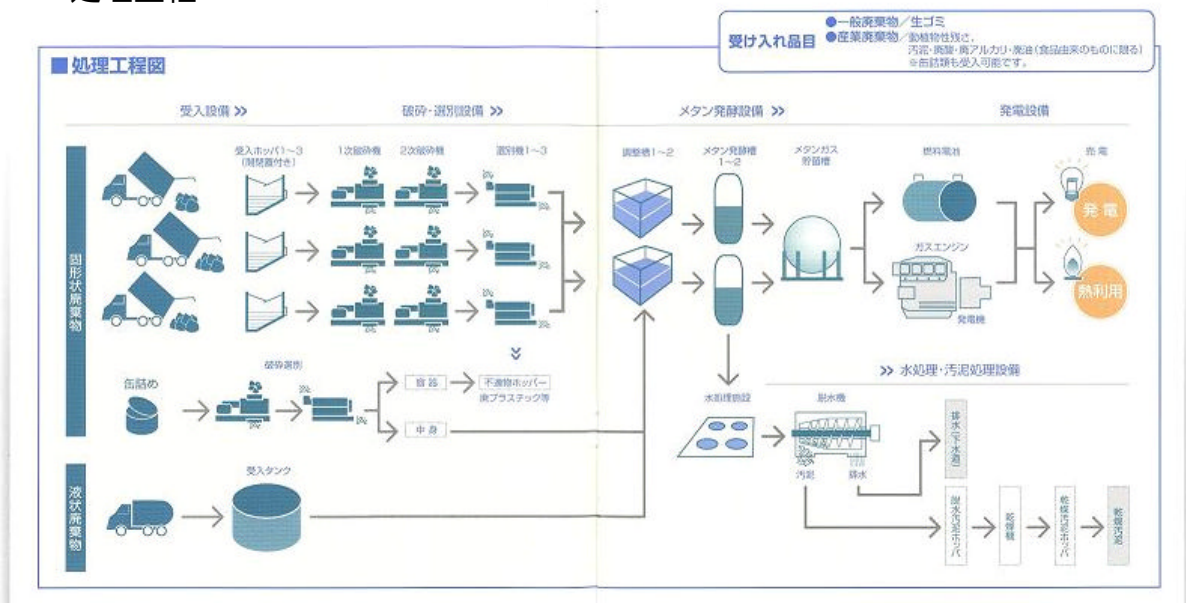 受け入れ品目
●一般廃棄物／生ゴミ
●産業廃棄物／動植物性残さ、
汚泥・廃酸・廃アルカリ・廃油(食品由来のものに限る)
※缶詰類も受入可能です。
■処理工程図
受入設備 >>
破砕・選別設備 >>
メタン発酵設備 >>
発電設備
固形状廃棄物
受入ホッパ1〜3
(開閉蓋付き)
1次破砕機
2次破砕機
選別機1〜3
調整槽1〜2
メタン発酵槽
1〜2
メタンガス
貯留槽
燃料電池
売電
発電
ガスエンジン
発電機
熱利用
缶詰め
破砕選別
容器
不適物ホッパー
廃プラスチック等
中身
>> 水処理・汚泥処理設備
水処理施設
脱水機
汚泥
排水
排水(下水道)
脱水汚泥ホッパ
乾燥機
乾燥汚泥ホッパ
乾燥汚泥
液状廃棄物
受入タンク